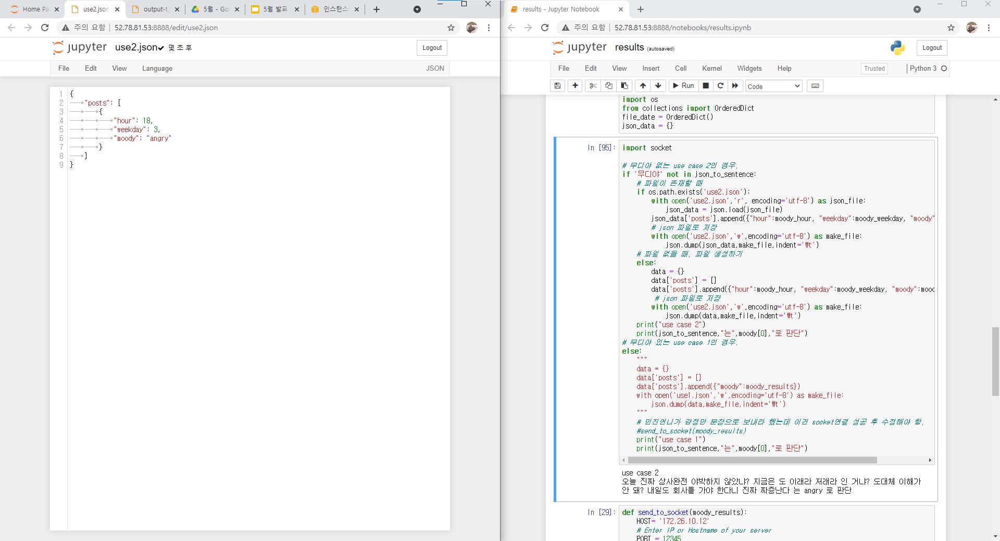 Home Pa
use2.json
output-t.j
5월 - Goo
5월 발표
인스턴스
주의 요함
52.78.81.53:8888/edit/use2.json
jupyter
use2.json
몇 초 후
Logout
File
Edit
View
Language
JSON
1 {
2 "posts": [
3 {
4 "hour": 18,
5 "weekday": 3,
6 "moody": "angry"
7 }
8 ]
9 }
results - Jupyter Notebook
주의 요함
52.78.81.53:8888/notebooks/results.ipynb
jupyter
results (autosaved)
Logout
File
Edit
View
Insert
Cell
Kernel
Widgets
Help
Trusted
Python 3
Run
Code
import os
from collections import OrderedDict
file_date = OrderedDict()
json_data = {}
In [95]:
import socket
# 무디야 없는 use case 2인 경우.
if '무디야' not in json_to_sentence:
# 파일이 존재할 때
if os.path.exists('use2.json'):
with open('use2.json','r', encoding='utf-8') as json_file:
json_data = json.load(json_file)
json_data['posts'].append({"hour":moody_hour, "weekday":moody_weekday, "moody"
# json 파일로 저장
with open('use2.json','w',encoding='utf-8') as make_file:
json.dump(json_data,make_file,indent='₩t')
# 파일 없을 때, 파일 생성하기
else:
data = {}
data['posts'] = []
data['posts'].append({"hour":moody_hour, "weekday":moody_weekday, "moody":mood
# json 파일로 저장
with open('use2.json','w',encoding='utf-8') as make_file:
json.dump(data,make_file,indent='₩t')
print("use case 2")
print(json_to_sentence,"는",moody[0],"로 판단")
# 무디야 있는 use case 1인 경우.
else:
"""
data = {}
data['posts'] = []
data['posts'].append({"moody":moody_results})
with open('use1.json','w',encoding='utf-8') as make_file:
json.dump(data,make_file,indent='₩t')
"""
# 민진언니가 감정만 문장으로 보내라 했는데 이건 socket연결 성공 후 수정해야 함.
#send_to_socket(moody_results)
print("use case 1")
print(json_to_sentence,"는",moody[0],"로 판단")
use case 2
오늘 진짜 상사완전 야박하지 않았냐? 지금은 도 이래라 저래라 인 거냐? 도대체 이해가
안 돼? 내일도 회사를 가야 한다니 진짜 짜증난다 는 angry 로 판단
In [29]:
def send_to_socket(moody_results):
HOST= '172.26.10.12'
# Enter IP or Hostname of your server
PORT = 12345